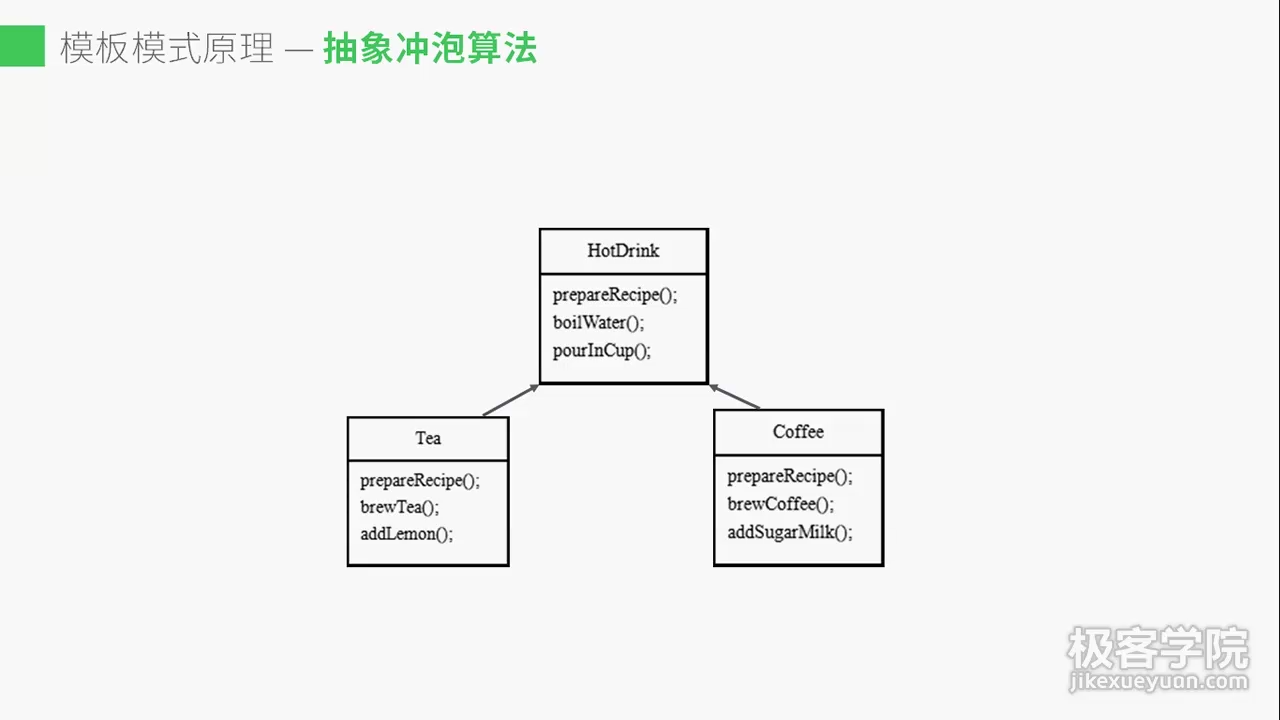 模板模式原理 — 抽象冲泡算法
HotDrink
prepareRecipe();
boilWater();
pourInCup();
Tea
prepareRecipe();
brewTea();
addLemon();
Coffee
prepareRecipe();
brewCoffee();
addSugarMilk();
极客学院
jikexueyuan.com